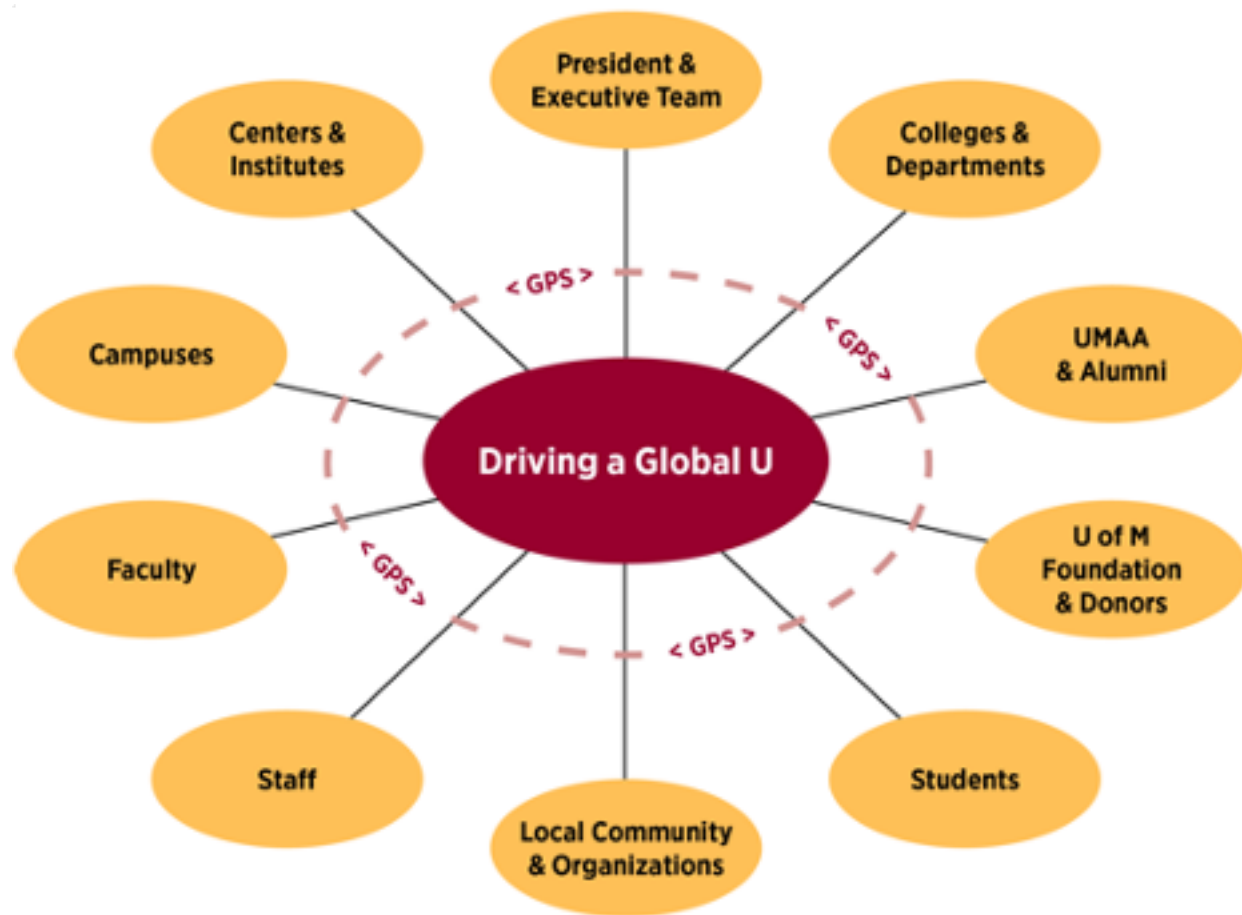 President &
Executive Team
Centers &
Institutes
Colleges &
Departments
< GPS >
< GPS >
Campuses
UMAA
& Alumni
Driving a Global U
Faculty
< GPS >
U of M
Foundation
& Donors
< GPS >
Staff
Students
Local Community
& Organizations